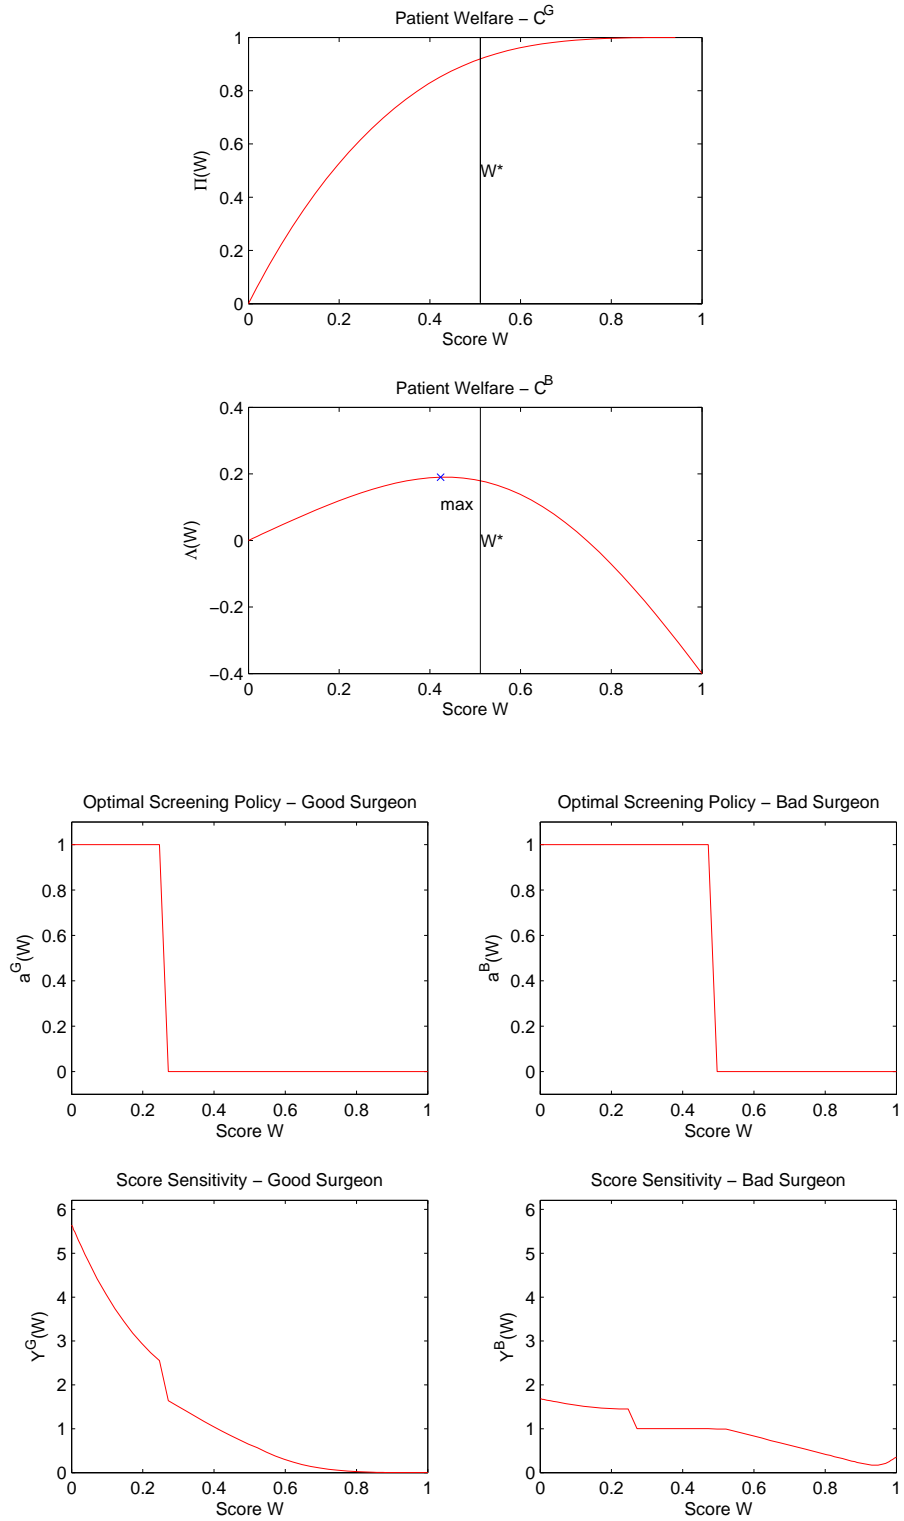 Patient Welfare – C^G
1
0.8
0.6
0.4
0.2
0
Π(W)
W*
0 0.2 0.4 0.6 0.8 1
Score W
Patient Welfare – C^B
0.4
0.2
0
−0.2
−0.4
Λ(W)
max
W*
0 0.2 0.4 0.6 0.8 1
Score W
Optimal Screening Policy – Good Surgeon
1
0.8
0.6
0.4
0.2
0
a^G(W)
0 0.2 0.4 0.6 0.8 1
Score W
Optimal Screening Policy – Bad Surgeon
1
0.8
0.6
0.4
0.2
0
a^B(W)
0 0.2 0.4 0.6 0.8 1
Score W
Score Sensitivity – Good Surgeon
6
5
4
3
2
1
0
Y^G(W)
0 0.2 0.4 0.6 0.8 1
Score W
Score Sensitivity – Bad Surgeon
6
5
4
3
2
1
0
Y^B(W)
0 0.2 0.4 0.6 0.8 1
Score W